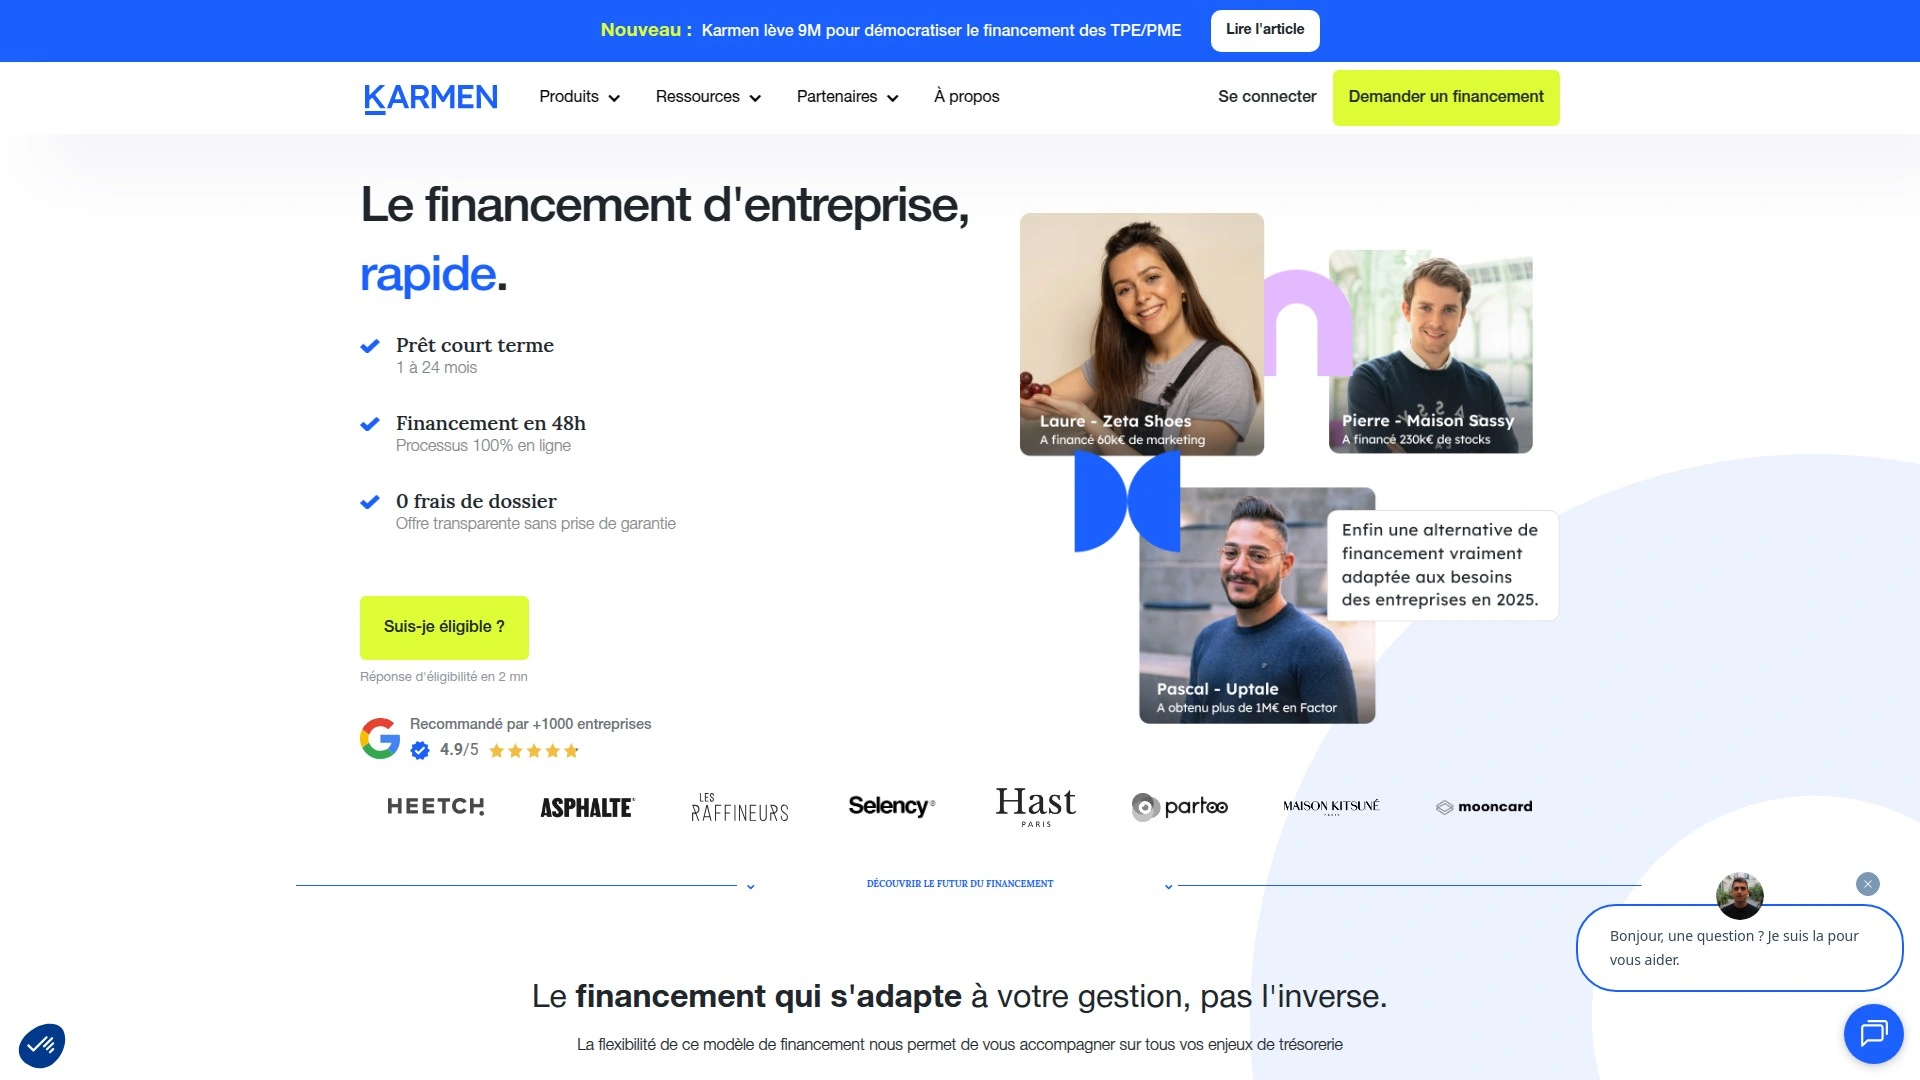 Nouveau : Karmen lève 9M pour démocratiser le financement des TPE/PME Lire l'article
KARMEN Produits Ressources Partenaires À propos Se connecter Demander un financement
Le financement d'entreprise,
rapide.
Prêt court terme
1 à 24 mois
Financement en 48h
Processus 100% en ligne
0 frais de dossier
Offre transparente sans prise de garantie
Suis-je éligible ?
Réponse d'éligibilité en 2 mn
Recommandé par +1000 entreprises
4.9/5
Laure - Zeta Shoes
A financé 60k€ de marketing
Pierre - Maison Sassy
A financé 230k€ de stocks
Enfin une alternative de
financement vraiment
adaptée aux besoins
des entreprises en 2025.
Pascal - Uptale
A obtenu plus de 1M€ en Factor
HEETCH. ASPHALTE LES RAFFINEURS Selency® Hast PARIS partoo MAISON KITSUNÉ mooncard
DÉCOUVRIR LE FUTUR DU FINANCEMENT
Bonjour, une question ? Je suis la pour
vous aider.
Le financement qui s'adapte à votre gestion, pas l'inverse.
La flexibilité de ce modèle de financement nous permet de vous accompagner sur tous vos enjeux de trésorerie